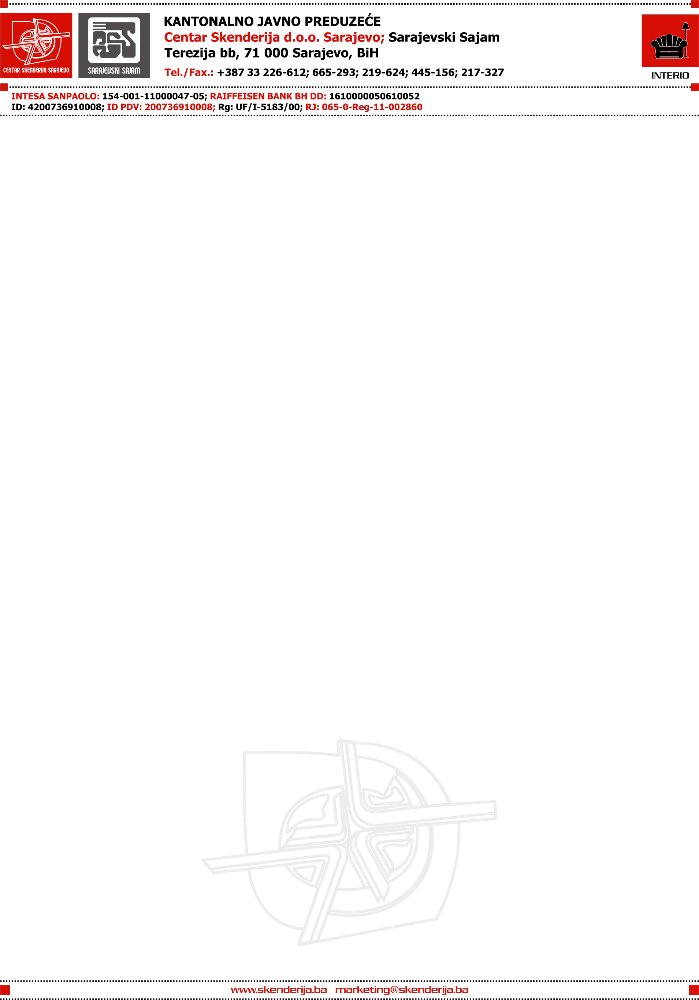 KANTONALNO JAVNO PREDUZEĆE
Centar Skenderija d.o.o. Sarajevo; Sarajevski Sajam
Terezija bb, 71 000 Sarajevo, BiH
Tel./Fax.: +387 33 226-612; 665-293; 219-624; 445-156; 217-327
CENTAR SKENDERIJA SARAJEVO
SARAJEVSKI SAJAM
INTERIO
INTESA SANPAOLO: 154-001-11000047-05; RAIFFEISEN BANK BH DD: 1610000050610052
ID: 4200736910008; ID PDV: 200736910008; Rg: UF/I-5183/00; RJ: 065-0-Reg-11-002860
www.skenderija.ba marketing@skenderija.ba